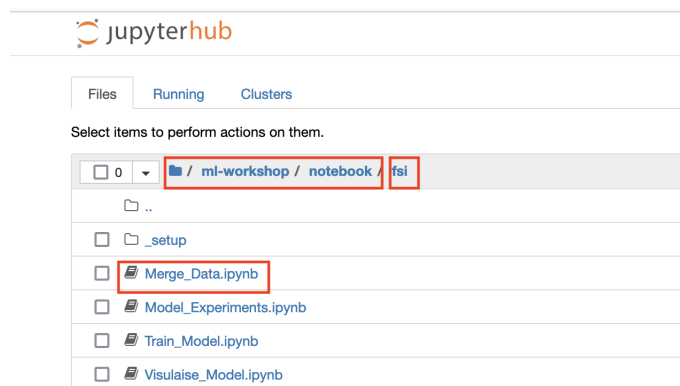 jupyterhub
Files Running Clusters
Select items to perform actions on them.
0 / ml-workshop / notebook / fsi
..
_setup
Merge_Data.ipynb
Model_Experiments.ipynb
Train_Model.ipynb
Visulaise_Model.ipynb